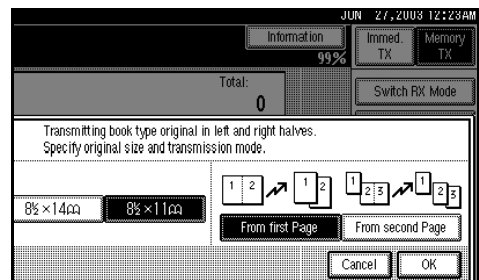 JUN 27,2003 12:23AM
Information
99%
Immed. TX
Memory TX
Total:
0
Switch RX Mode
Transmitting book type original in left and right halves.
Specify original size and transmission mode.
1 2 1 2
1 2 3 1 2 3
8½×14
8½×11
From first Page
From second Page
Cancel
OK